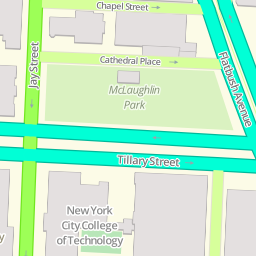 Chapel Street
Cathedral Place
Jay Street
Flatbush Avenue
McLaughlin
Park
Tillary Street
New York
City College
of Technology